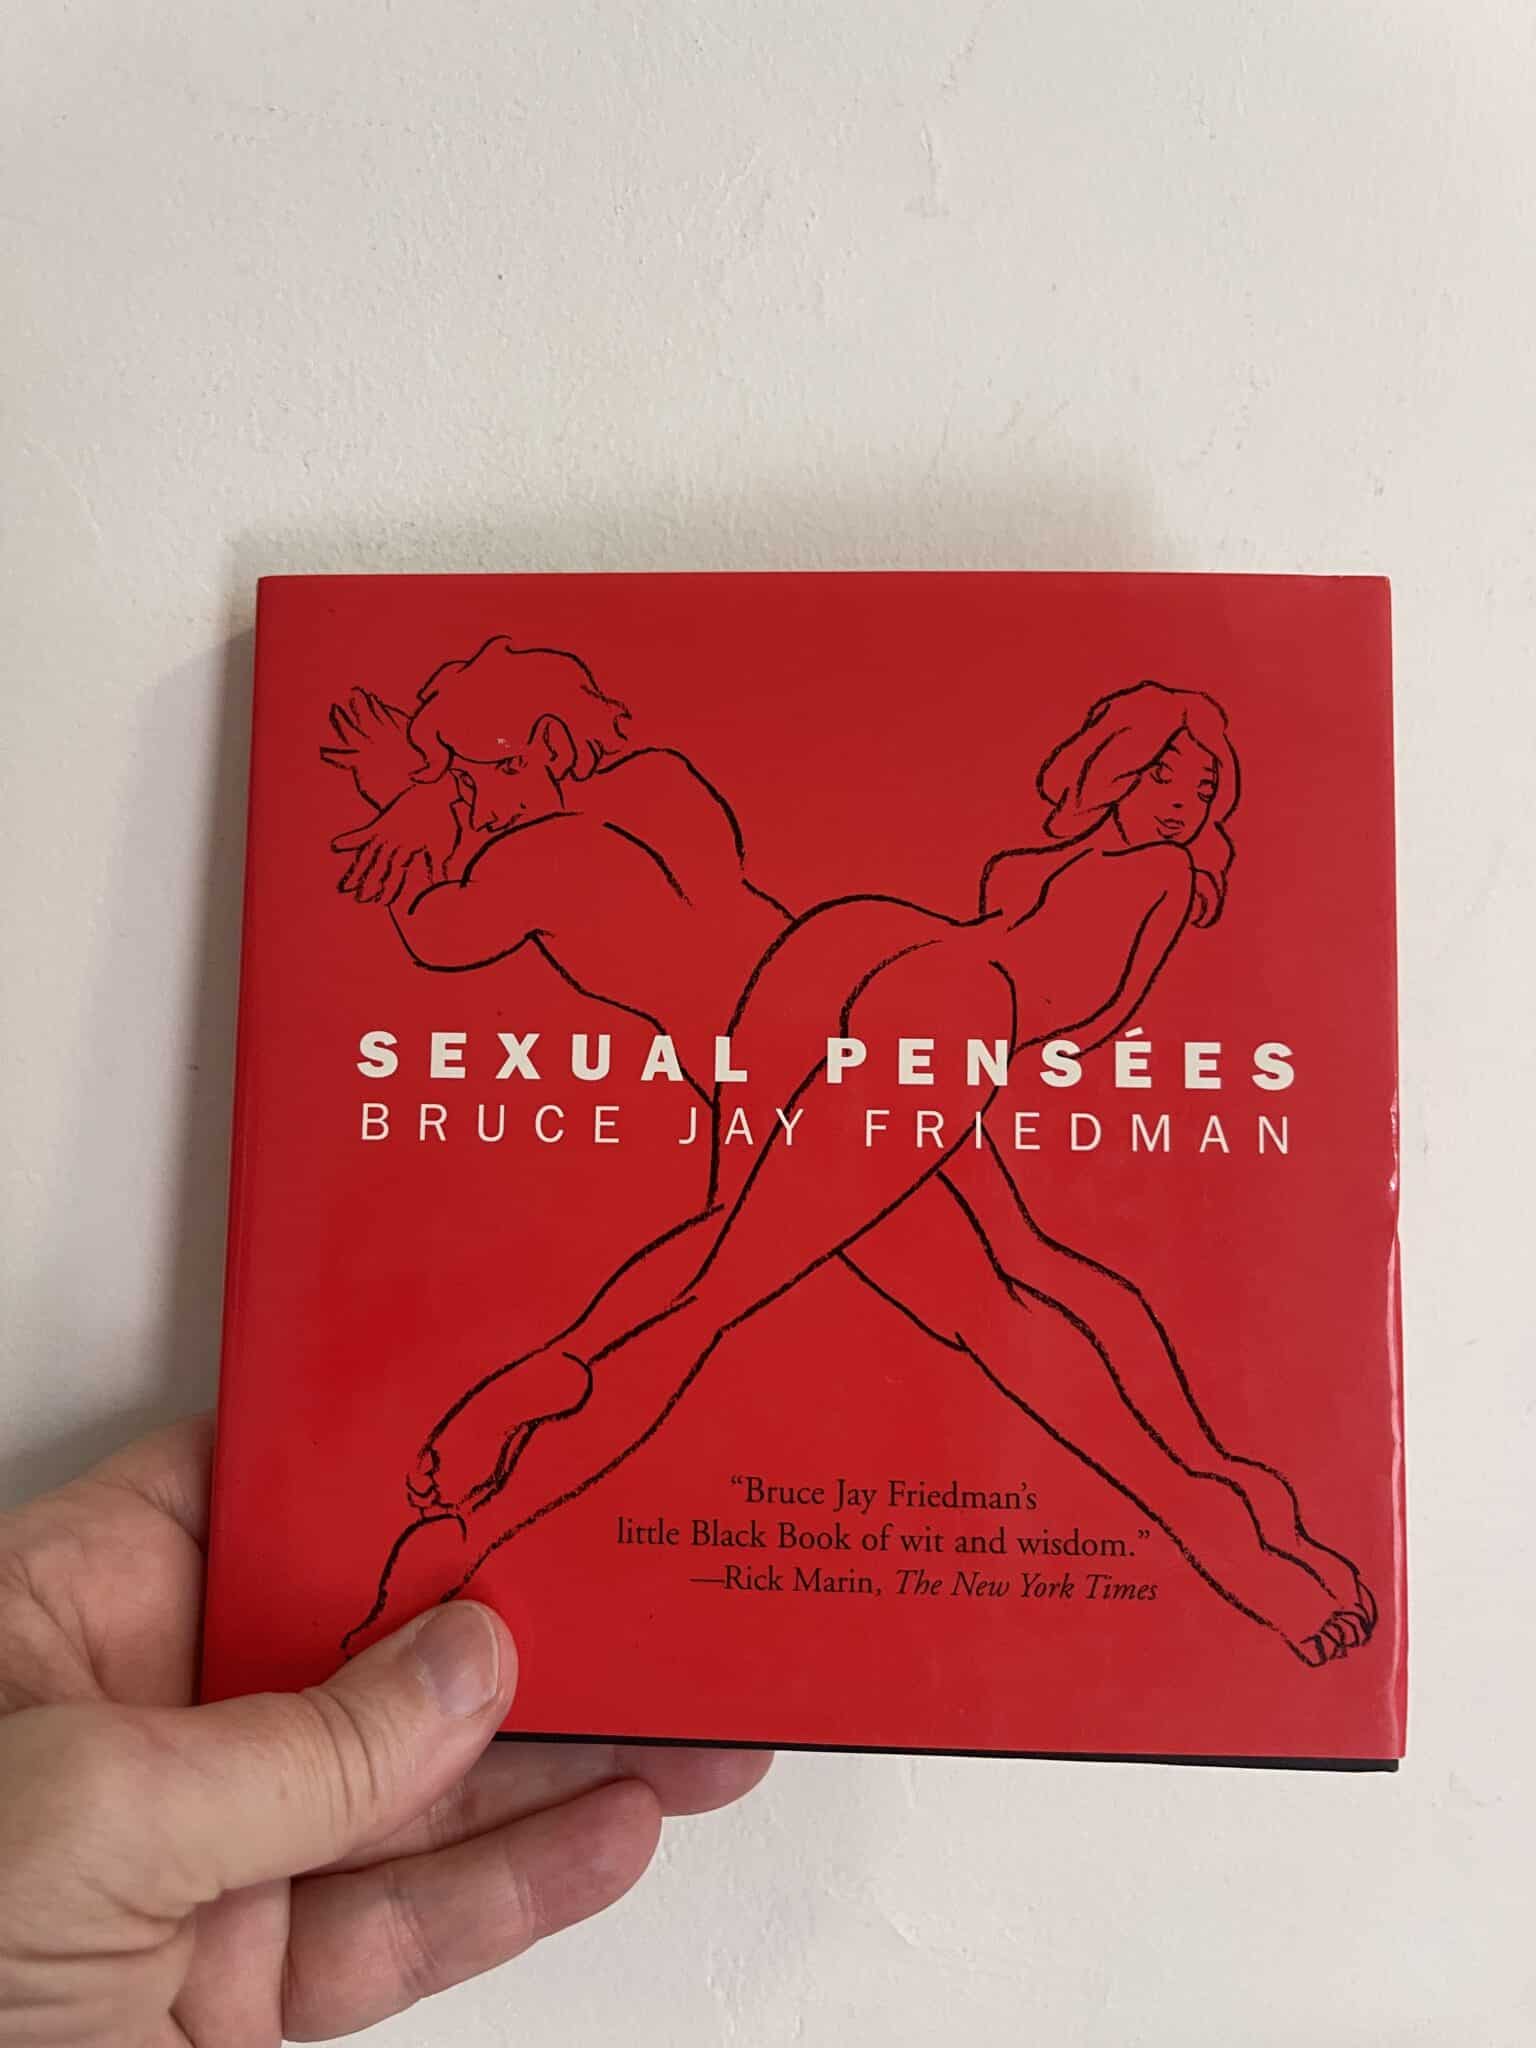 SEXUAL PENSÉES
BRUCE JAY FRIEDMAN
“Bruce Jay Friedman’s
little Black Book of wit and wisdom.”
—Rick Marin, The New York Times